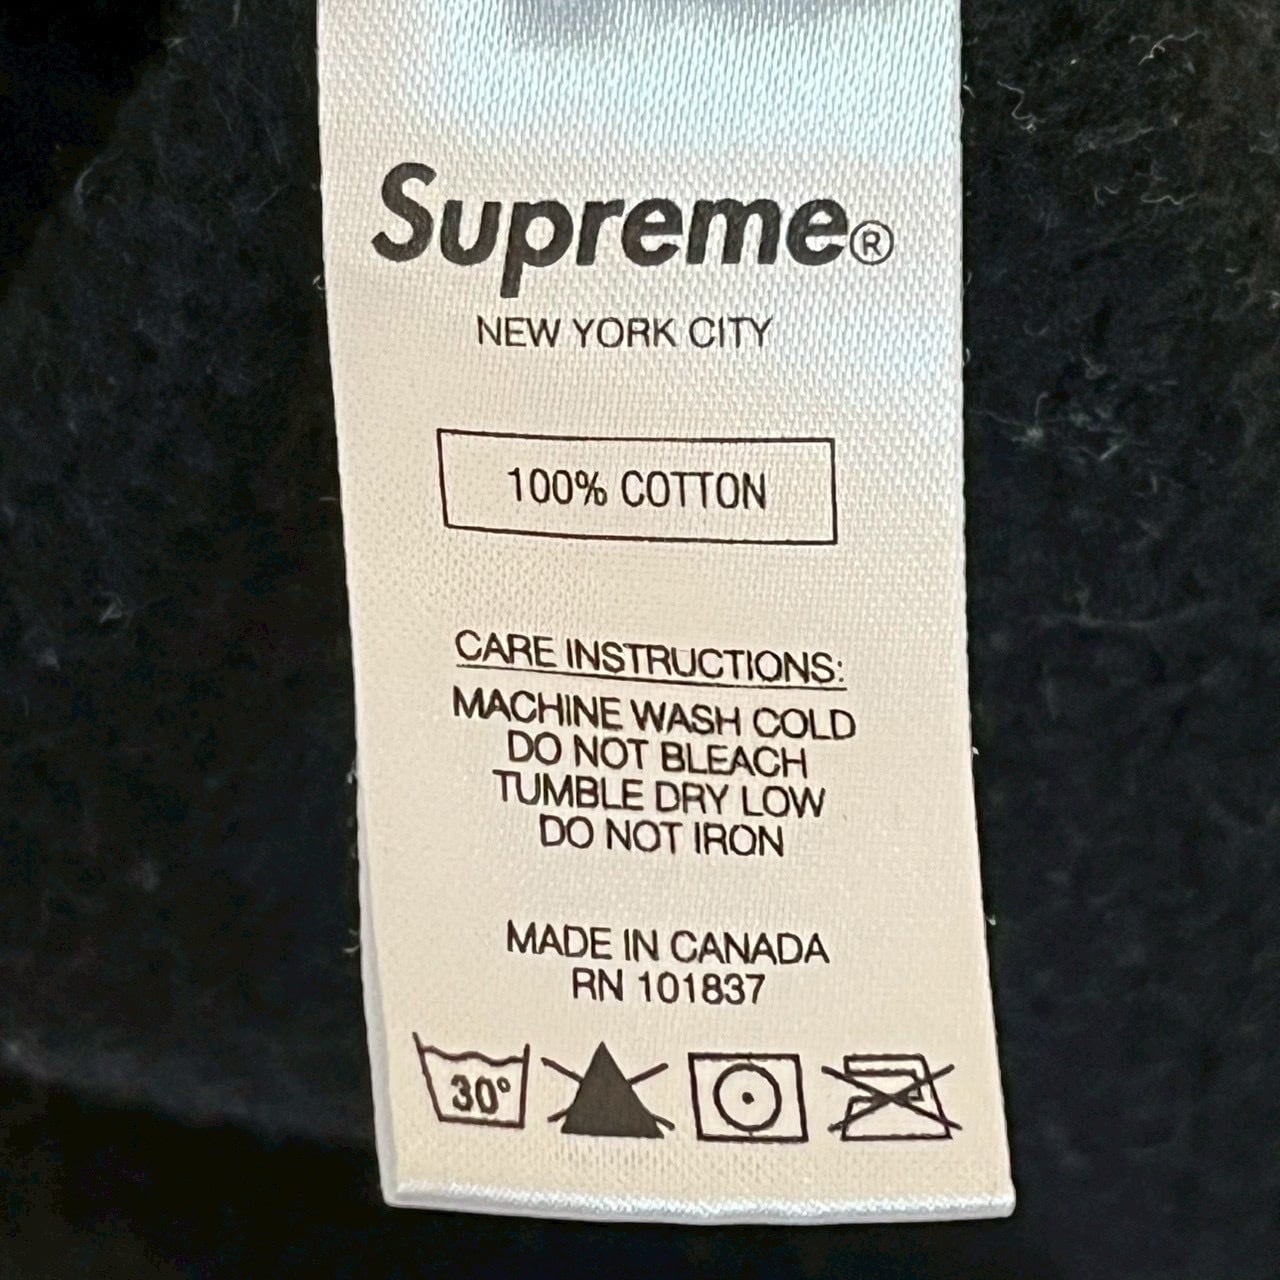 Supreme®
NEW YORK CITY
100% COTTON
CARE INSTRUCTIONS:
MACHINE WASH COLD
DO NOT BLEACH
TUMBLE DRY LOW
DO NOT IRON
MADE IN CANADA
RN 101837
30°